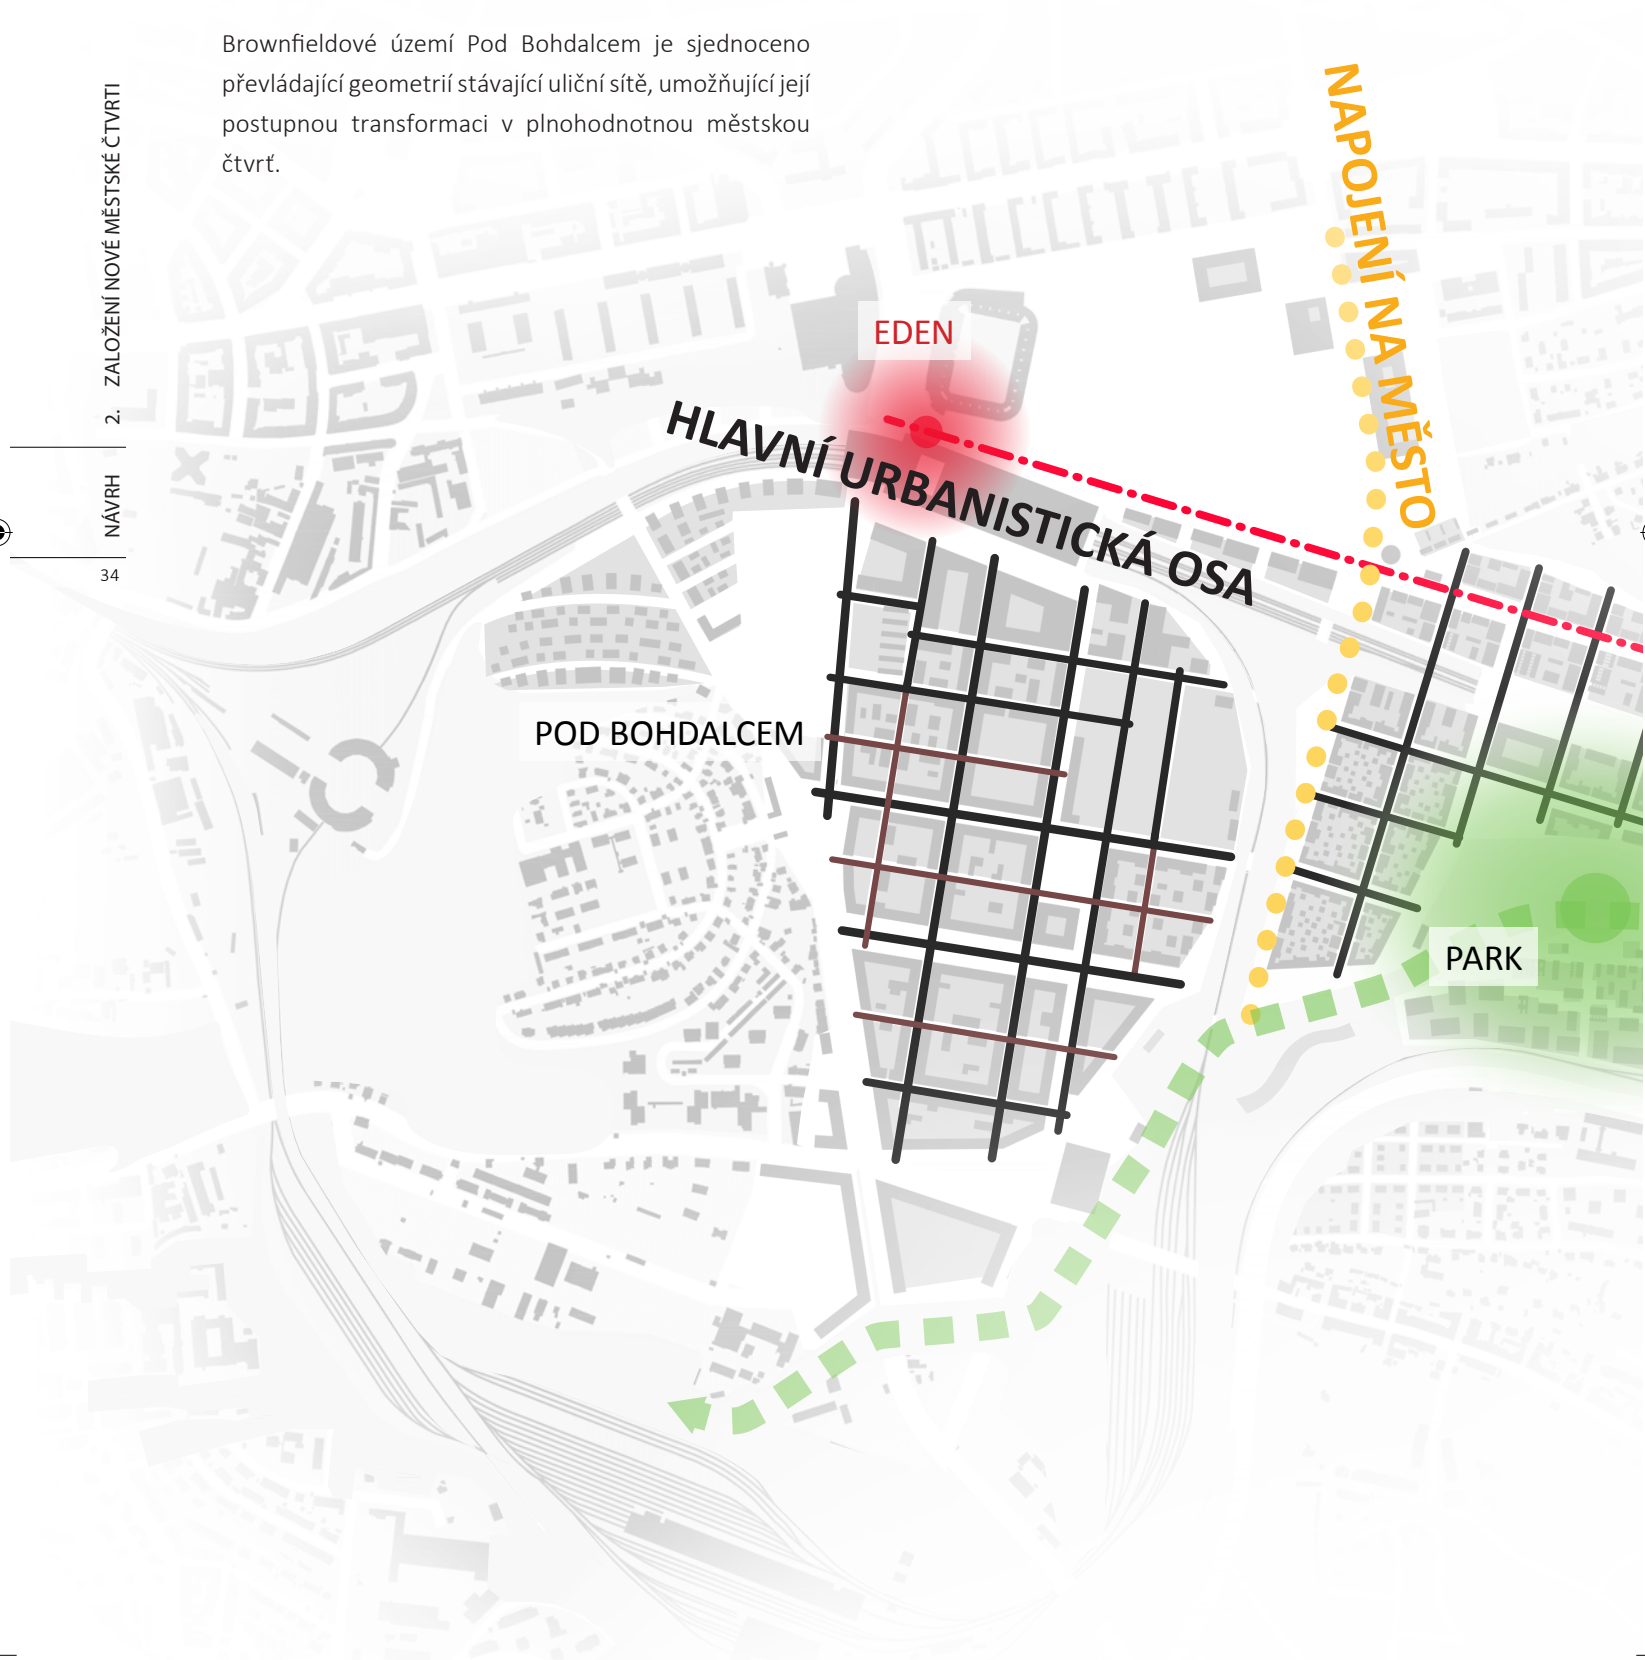 Brownfieldové území Pod Bohdalcem je sjednoceno
převládající geometrií stávající uliční sítě, umožňující její
postupnou transformaci v plnohodnotnou městskou
čtvrť.
2. ZALOŽENÍ NOVÉ MĚSTSKÉ ČTVRTI
NÁVRH
34
NAPOJENÍ NA MĚSTO
EDEN
HLAVNÍ URBANISTICKÁ OSA
POD BOHDALCEM
PARK